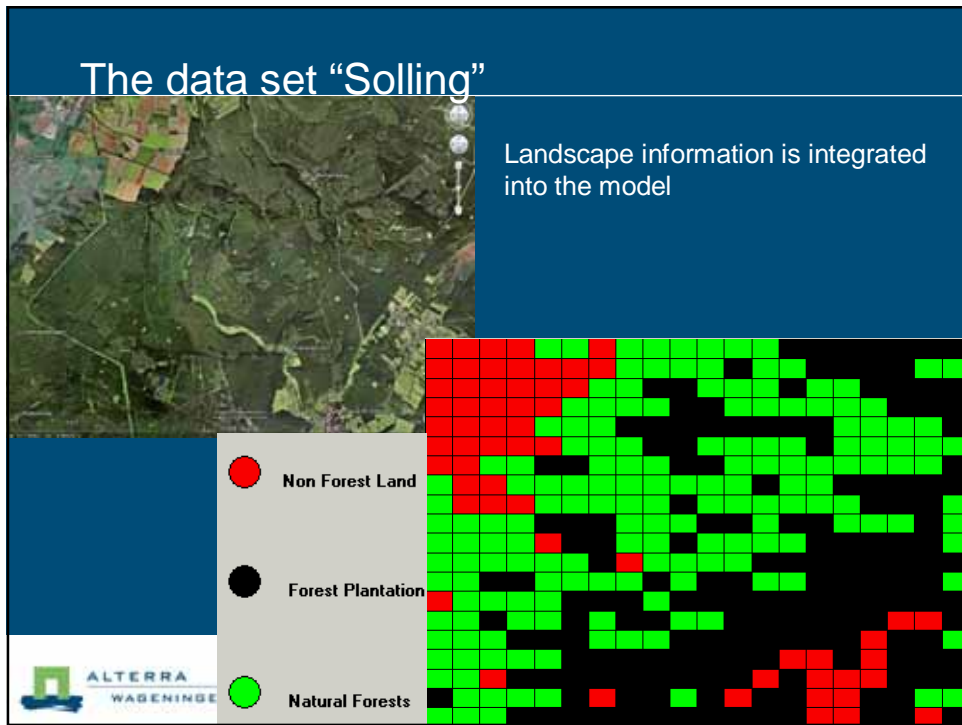 The data set “Solling”
Landscape information is integrated
into the model
Non Forest Land
Forest Plantation
Natural Forests
ALTERRA
WAGENINGE